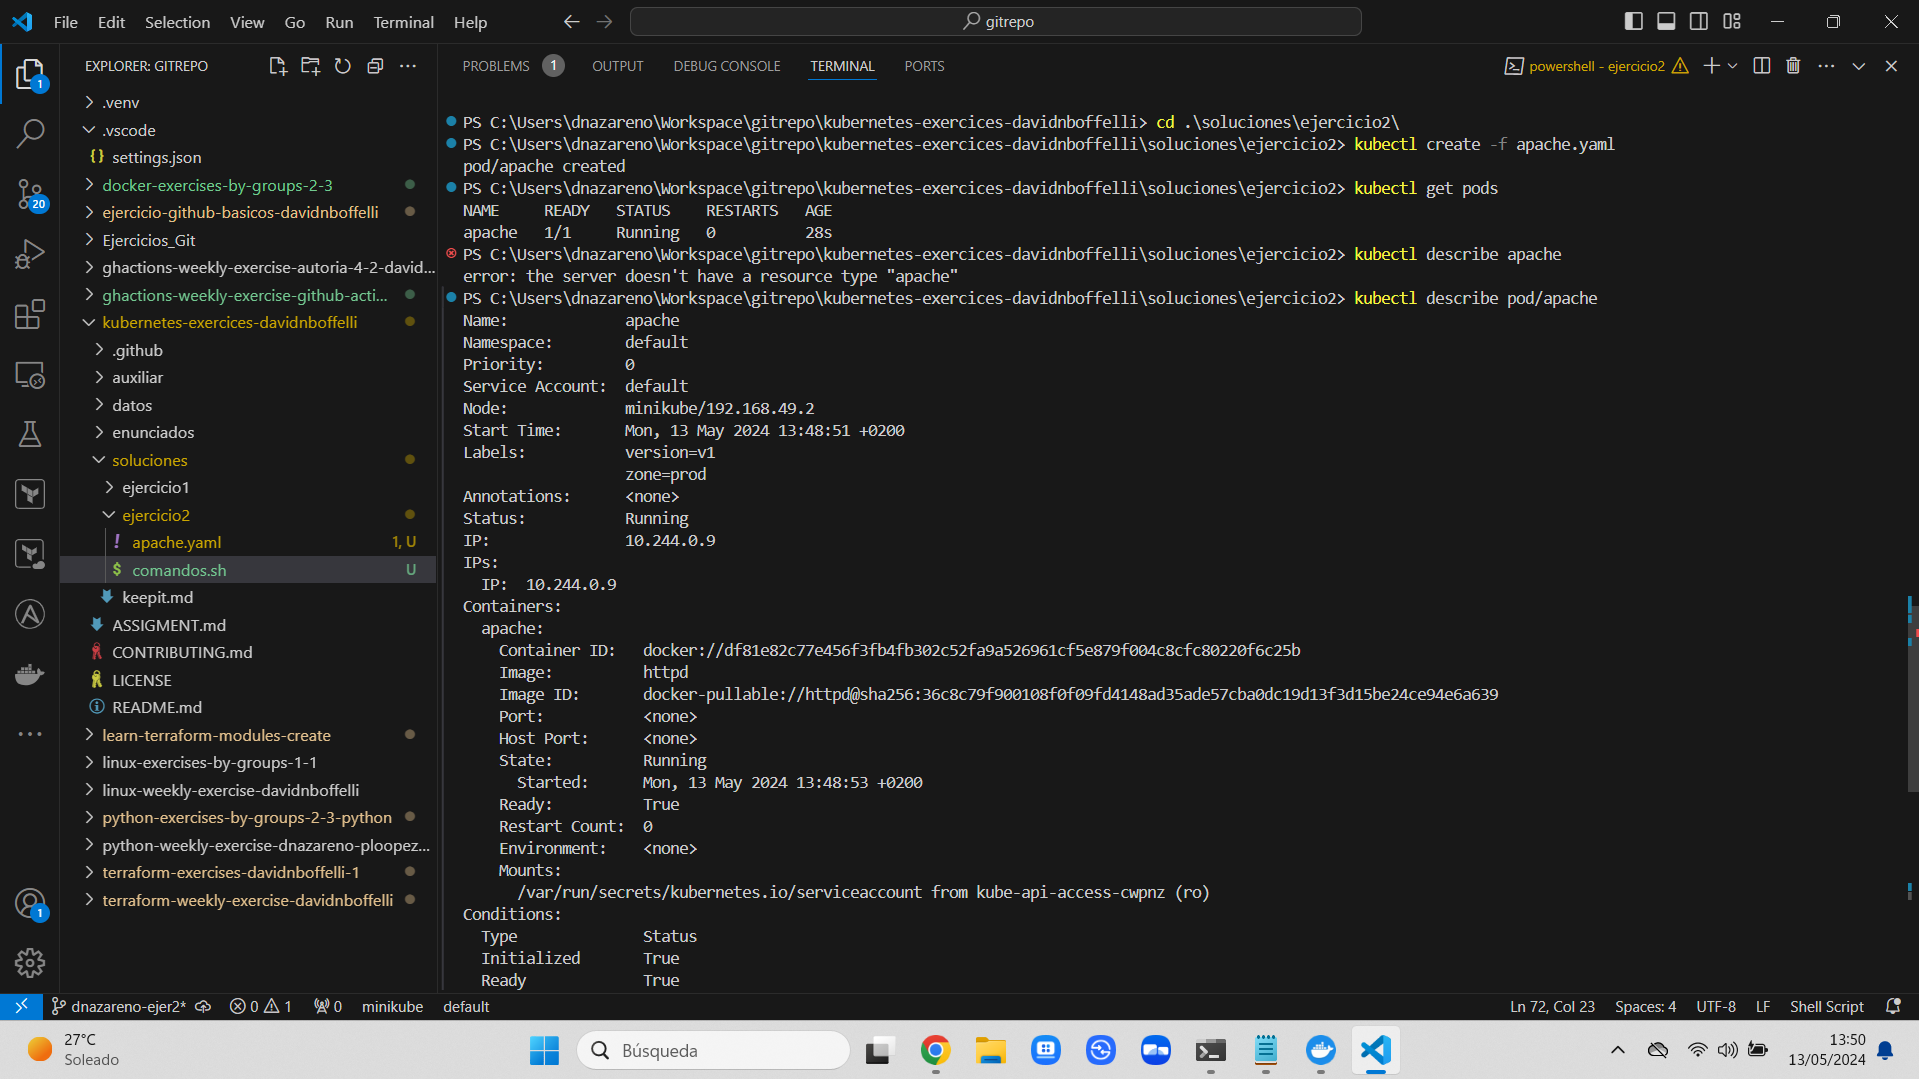 File Edit Selection View Go Run Terminal Help
gitrepo
EXPLORER: GITREPO
.venv
.vscode
settings.json
docker-exercises-by-groups-2-3
ejercicio-github-basicos-davidnboffelli
Ejercicios_Git
ghactions-weekly-exercise-autoria-4-2-david...
ghactions-weekly-exercise-github-acti...
kubernetes-exercices-davidnboffelli
.github
auxiliar
datos
enunciados
soluciones
ejercicio1
ejercicio2
apache.yaml 1, U
comandos.sh U
keepit.md
ASSIGMENT.md
CONTRIBUTING.md
LICENSE
README.md
learn-terraform-modules-create
linux-exercises-by-groups-1-1
linux-weekly-exercise-davidnboffelli
python-exercises-by-groups-2-3-python
python-weekly-exercise-dnazareno-ploopez...
terraform-exercises-davidnboffelli-1
terraform-weekly-exercise-davidnboffelli
1
20
1
PROBLEMS 1 OUTPUT DEBUG CONSOLE TERMINAL PORTS
powershell - ejercicio2
PS C:\Users\dnazareno\Workspace\gitrepo\kubernetes-exercices-davidnboffelli> cd .\soluciones\ejercicio2\
PS C:\Users\dnazareno\Workspace\gitrepo\kubernetes-exercices-davidnboffelli\soluciones\ejercicio2> kubectl create -f apache.yaml
pod/apache created
PS C:\Users\dnazareno\Workspace\gitrepo\kubernetes-exercices-davidnboffelli\soluciones\ejercicio2> kubectl get pods
NAME READY STATUS RESTARTS AGE
apache 1/1 Running 0 28s
PS C:\Users\dnazareno\Workspace\gitrepo\kubernetes-exercices-davidnboffelli\soluciones\ejercicio2> kubectl describe apache
error: the server doesn't have a resource type "apache"
PS C:\Users\dnazareno\Workspace\gitrepo\kubernetes-exercices-davidnboffelli\soluciones\ejercicio2> kubectl describe pod/apache
Name: apache
Namespace: default
Priority: 0
Service Account: default
Node: minikube/192.168.49.2
Start Time: Mon, 13 May 2024 13:48:51 +0200
Labels: version=v1
zone=prod
Annotations: <none>
Status: Running
IP: 10.244.0.9
IPs:
IP: 10.244.0.9
Containers:
apache:
Container ID: docker://df81e82c77e456f3fb4fb302c52fa9a526961cf5e879f004c8cfc80220f6c25b
Image: httpd
Image ID: docker-pullable://httpd@sha256:36c8c79f900108f0f09fd4148ad35ade57cba0dc19d13f3d15be24ce94e6a639
Port: <none>
Host Port: <none>
State: Running
Started: Mon, 13 May 2024 13:48:53 +0200
Ready: True
Restart Count: 0
Environment: <none>
Mounts:
/var/run/secrets/kubernetes.io/serviceaccount from kube-api-access-cwpnz (ro)
Conditions:
Type Status
Initialized True
Ready True
dnazareno-ejer2* 0 1 0 minikube default
Ln 72, Col 23 Spaces: 4 UTF-8 LF Shell Script
27°C
Soleado
Búsqueda
13:50
13/05/2024